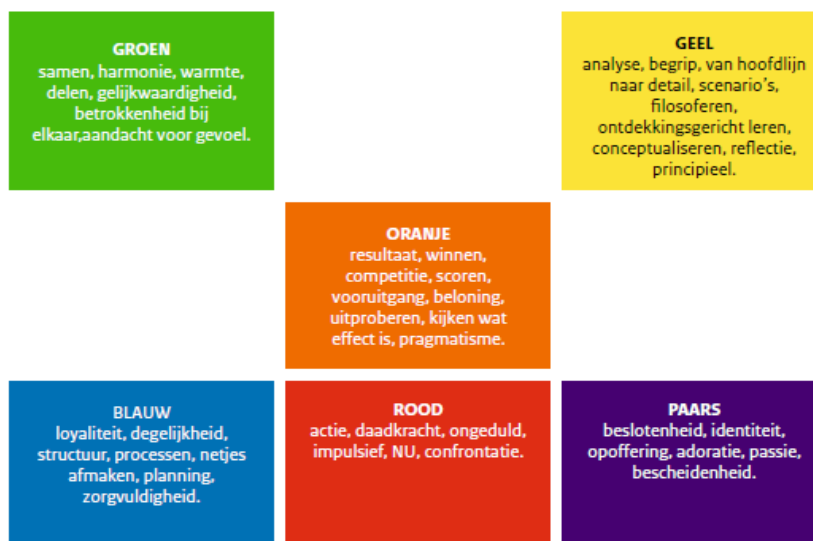 GROEN
samen, harmonie, warmte,
delen, gelijkwaardigheid,
betrokkenheid bij
elkaar,aandacht voor gevoel.
GEEL
analyse, begrip, van hoofdlijn
naar detail, scenario's,
filosoferen,
ontdekkingsgericht leren,
conceptualiseren, reflectie,
principieel.
ORANJE
resultaat, winnen,
competitie, scoren,
vooruitgang, beloning,
uitproberen, kijken wat
effect is, pragmatisme.
BLAUW
loyaliteit, degelijkheid,
structuur, processen, netjes
afmaken, planning,
zorgvuldigheid.
ROOD
actie, daadkracht, ongeduld,
impulsief, NU, confrontatie.
PAARS
beslotenheid, identiteit,
opoffering, adoratie, passie,
bescheidenheid.